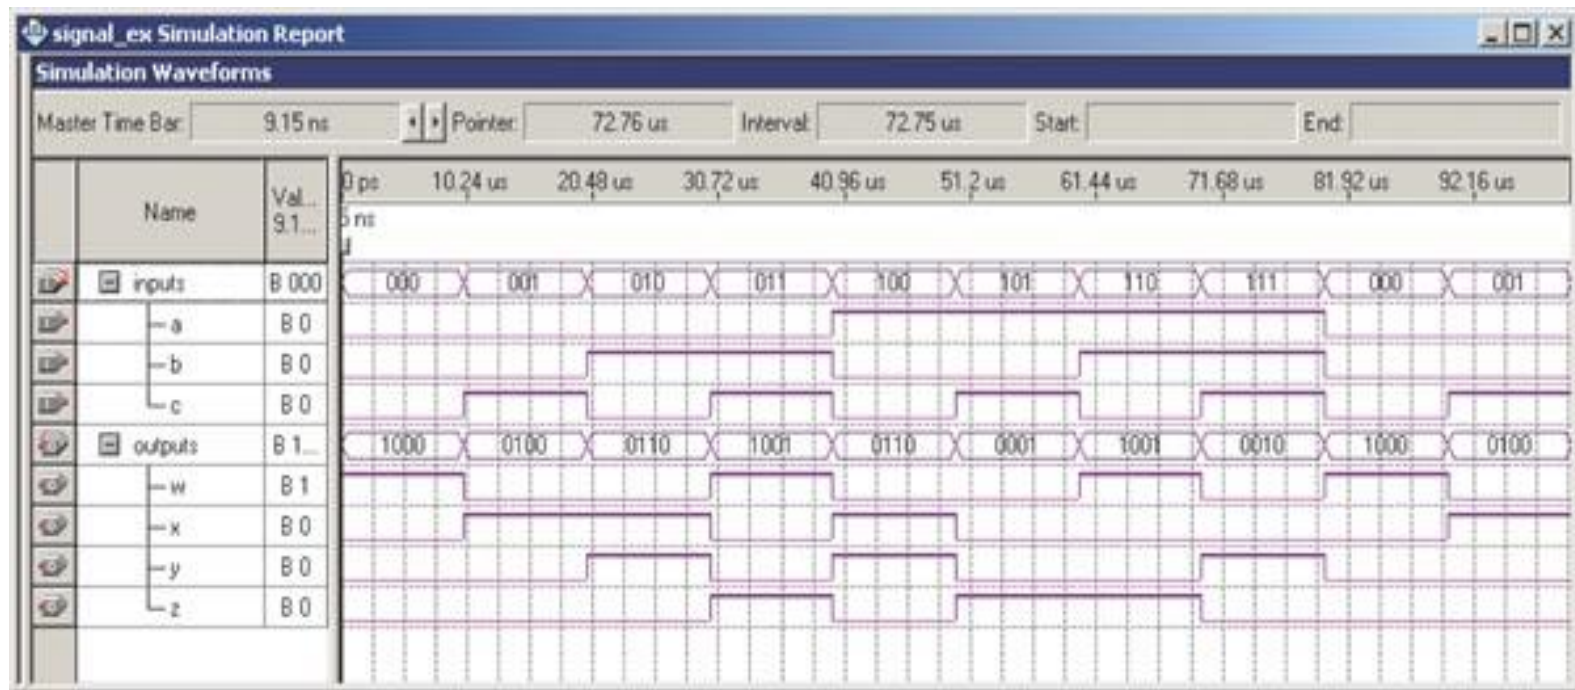 signal_ex Simulation Report
Simulation Waveforms
Master Time Bar: 9.15 ns Pointer: 72.76 us Interval: 72.75 us Start: End:
Name Val... 9.1... 0 ps 10.24 us 20.48 us 30.72 us 40.96 us 51.2 us 61.44 us 71.68 us 81.92 us 92.16 us
5 ns
inputs B 000 000 001 010 011 100 101 110 111 000 001
a B 0
b B 0
c B 0
outputs B 1... 1000 0100 0110 1001 0110 0001 1001 0010 1000 0100
w B 1
x B 0
y B 0
z B 0